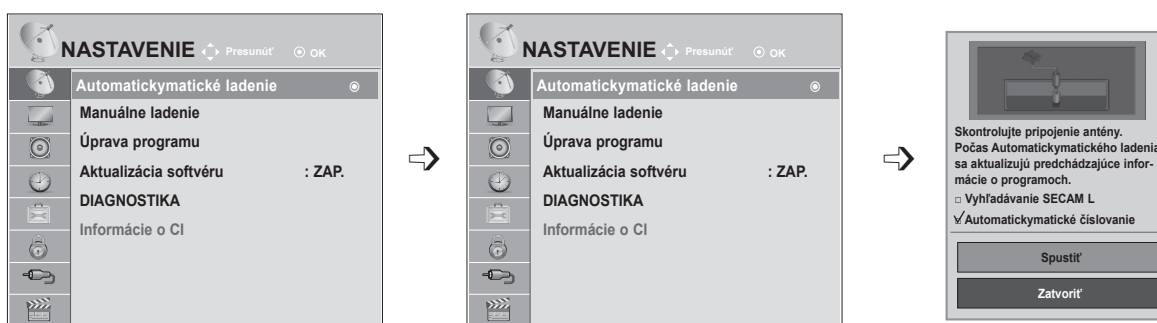 NASTAVENIE Presunúť OK
Automatickymatické ladenie
Manuálne ladenie
Úprava programu
Aktualizácia softvéru : ZAP.
DIAGNOSTIKA
Informácie o CI
NASTAVENIE Presunúť OK
Automatickymatické ladenie
Manuálne ladenie
Úprava programu
Aktualizácia softvéru : ZAP.
DIAGNOSTIKA
Informácie o CI
Skontrolujte pripojenie antény.
Počas Automatickymatického ladenia
sa aktualizujú predchádzajúce infor-
mácie o programoch.
Vyhľadávanie SECAM L
Automatickymatické číslovanie
Spustiť
Zatvoriť